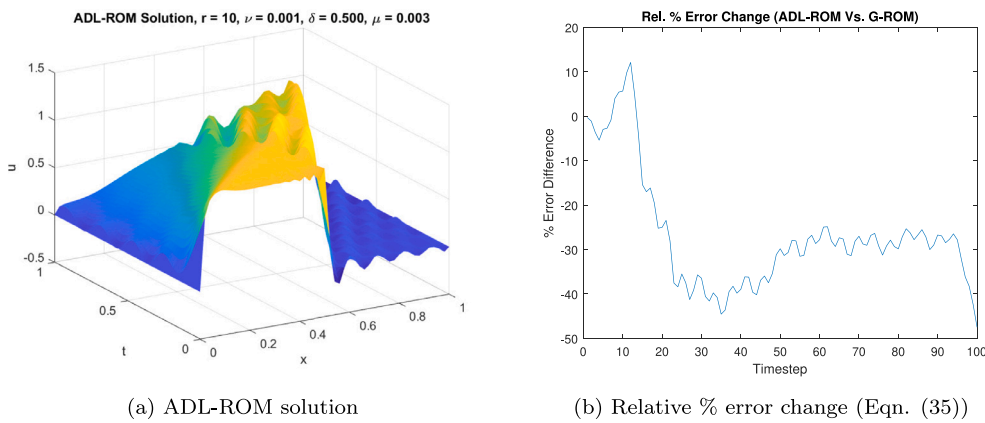 ADL-ROM Solution, r = 10, ν = 0.001, δ = 0.500, μ = 0.003
1.5
1
0.5
0
-0.5
u
1
0.5
0
t
0
0.2
0.4
0.6
0.8
1
x
(a) ADL-ROM solution
Rel. % Error Change (ADL-ROM Vs. G-ROM)
20
10
0
-10
-20
-30
-40
-50
% Error Difference
0 10 20 30 40 50 60 70 80 90 100
Timestep
(b) Relative % error change (Eqn. (35))